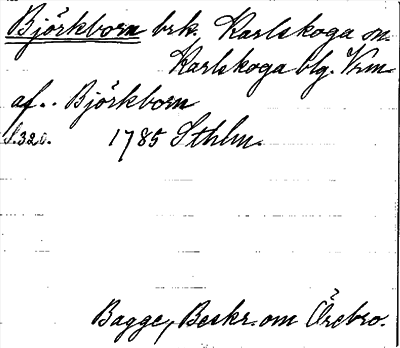 Björkborn brk. Karlskoga sn.
Karlskoga blg. Vrm.
af.. Björkborn
S.320. 1785 Sthlm.
Bagge, Beskr. om Örebro.